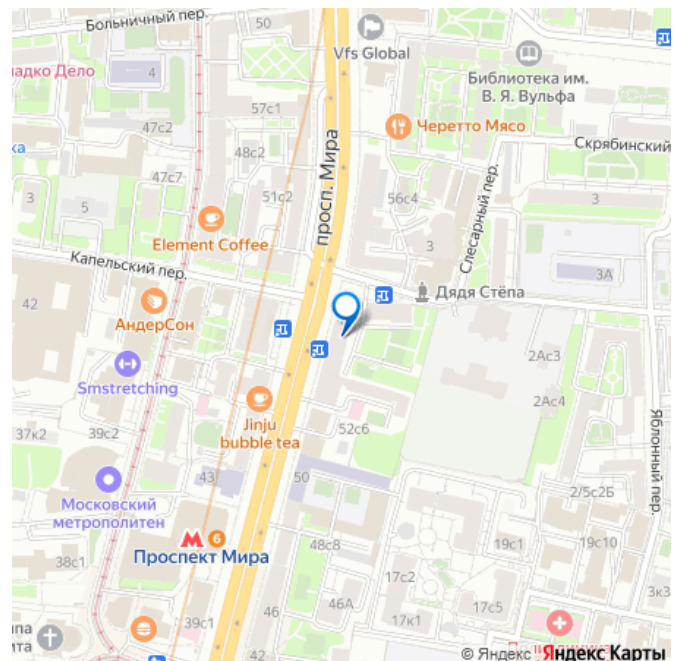 Больничный пер.
50
Vfs Global
адко Дело
4
Библиотека им.
В. Я. Вульфа
57с1
47с2
Черетто Мясо
Скрябинский
48с2
просп. Мира
47с7
51с2
56с4
3
5
3
Element Coffee
Слесарный пер.
3
Капельский пер.
3А
42
Дядя Стёпа
АндерСон
2Ас3
Smstretching
2Ас4
Jinju
bubble tea
37к2
39с2
52с6
Яблонный пер.
43
50
2/5с2Б
Московский
метрополитен
6
Проспект Мира
48с8
19с1
19с10
38с1
17с2
3к3
46А
17с5
39с1
46
17к1
42
© Яндекс
Яндекс Карты